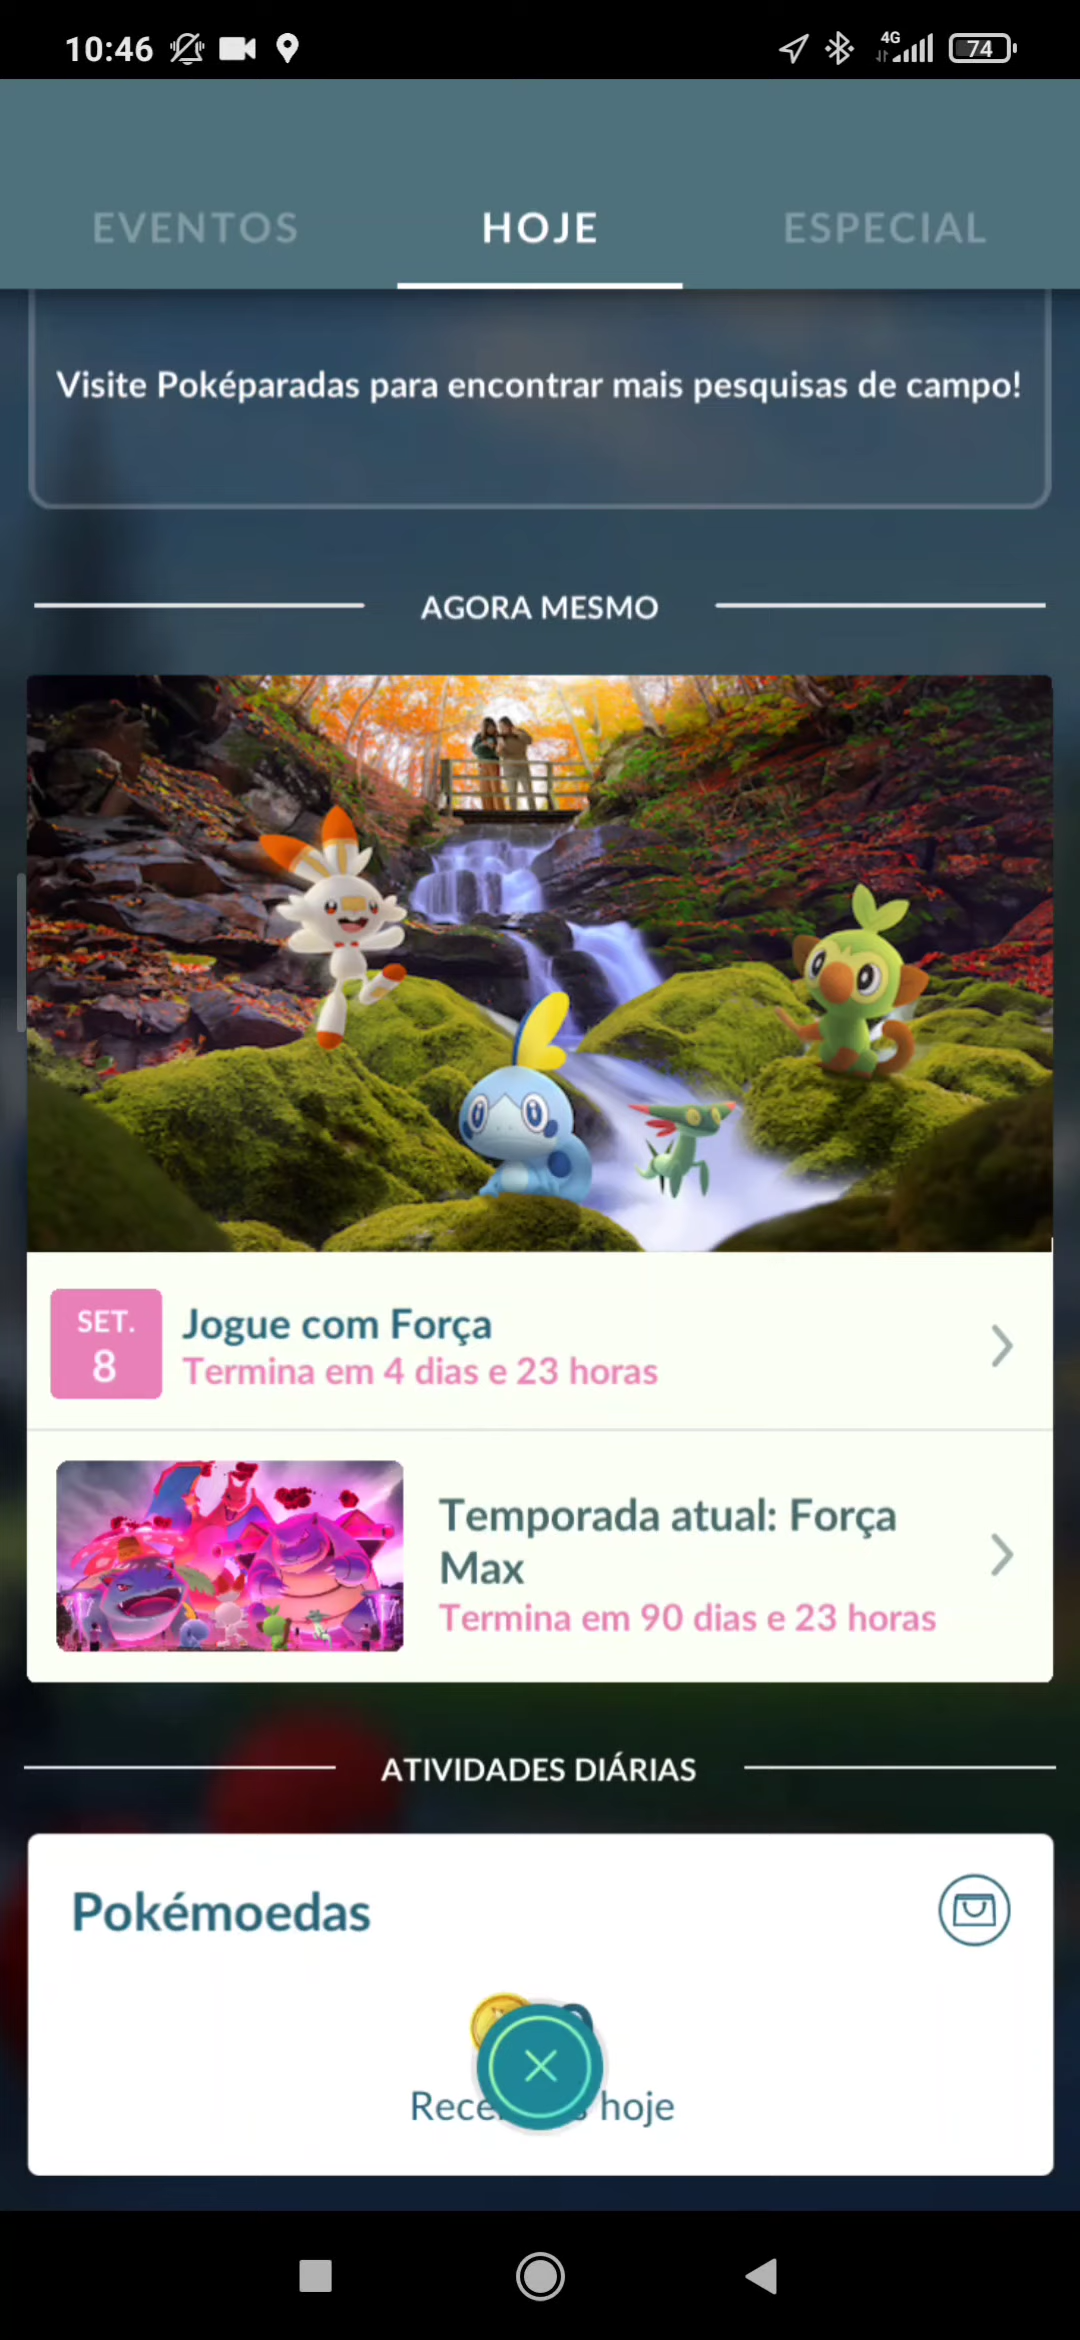 10:46
4G
74
EVENTOS
HOJE
ESPECIAL
Visite Poképaradas para encontrar mais pesquisas de campo!
AGORA MESMO
SET.
8
Jogue com Força
Termina em 4 dias e 23 horas
Temporada atual: Força
Max
Termina em 90 dias e 23 horas
ATIVIDADES DIÁRIAS
Pokémoedas
hoje